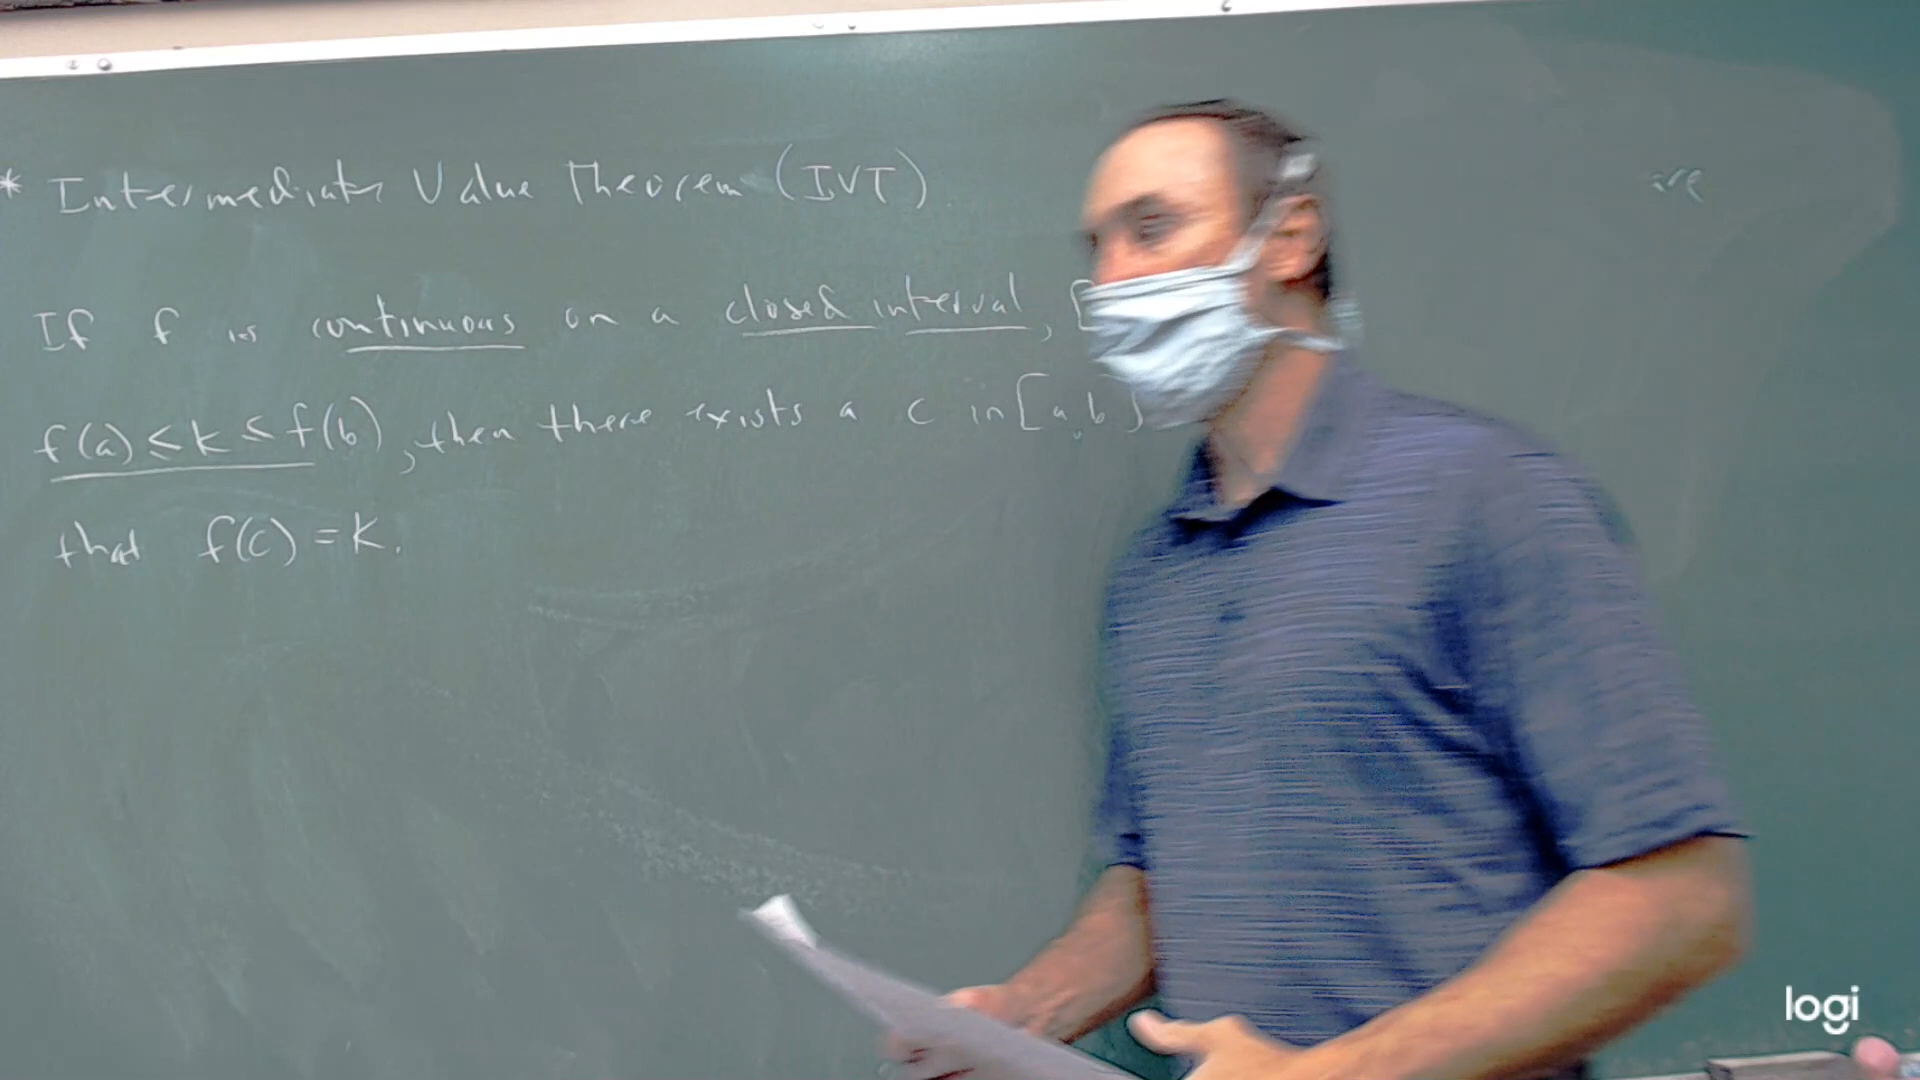 * Intermediate Value Theorem (IVT)
If f is continuous on a closed interval, [
f(a) ≤ k ≤ f(b), then there exists a c in [a,b]
that f(c) = k.
logi